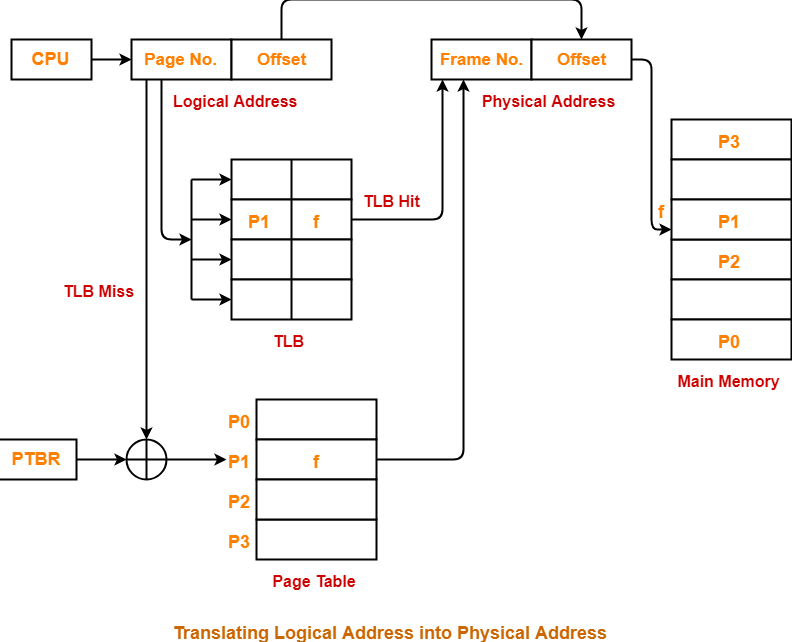 CPU
Page No. Offset
Frame No. Offset
Logical Address
Physical Address
P3
TLB Hit
f
P1 f
P1
P2
TLB Miss
TLB
P0
Main Memory
P0
PTBR
P1 f
P2
P3
Page Table
Translating Logical Address into Physical Address